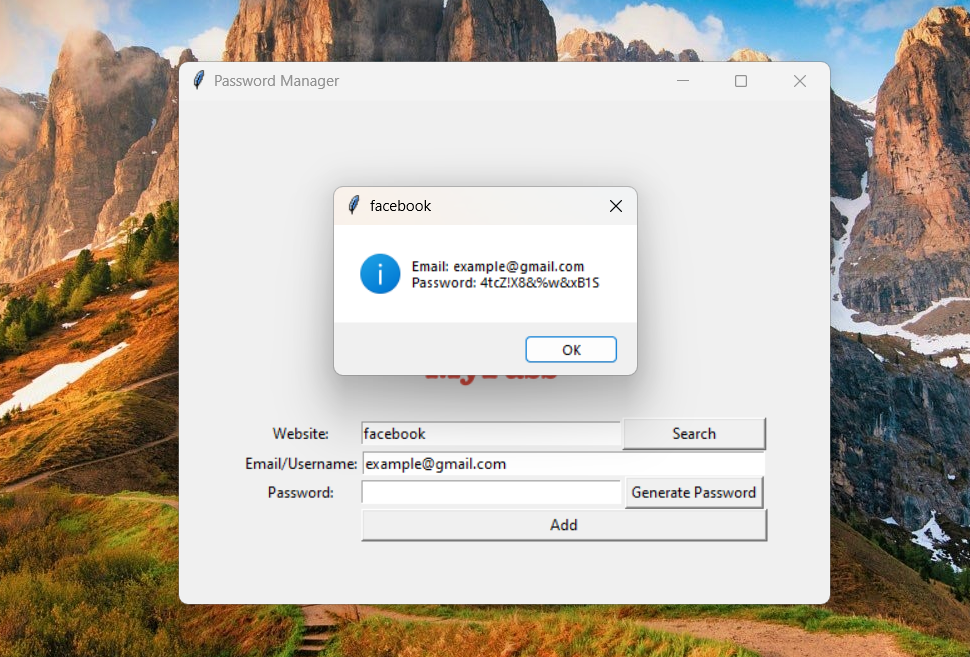 Password Manager
facebook
Email: example@gmail.com
Password: 4tcZ!X8&%w&xB1S
OK
Website:
facebook
Search
Email/Username:
example@gmail.com
Password:
Generate Password
Add